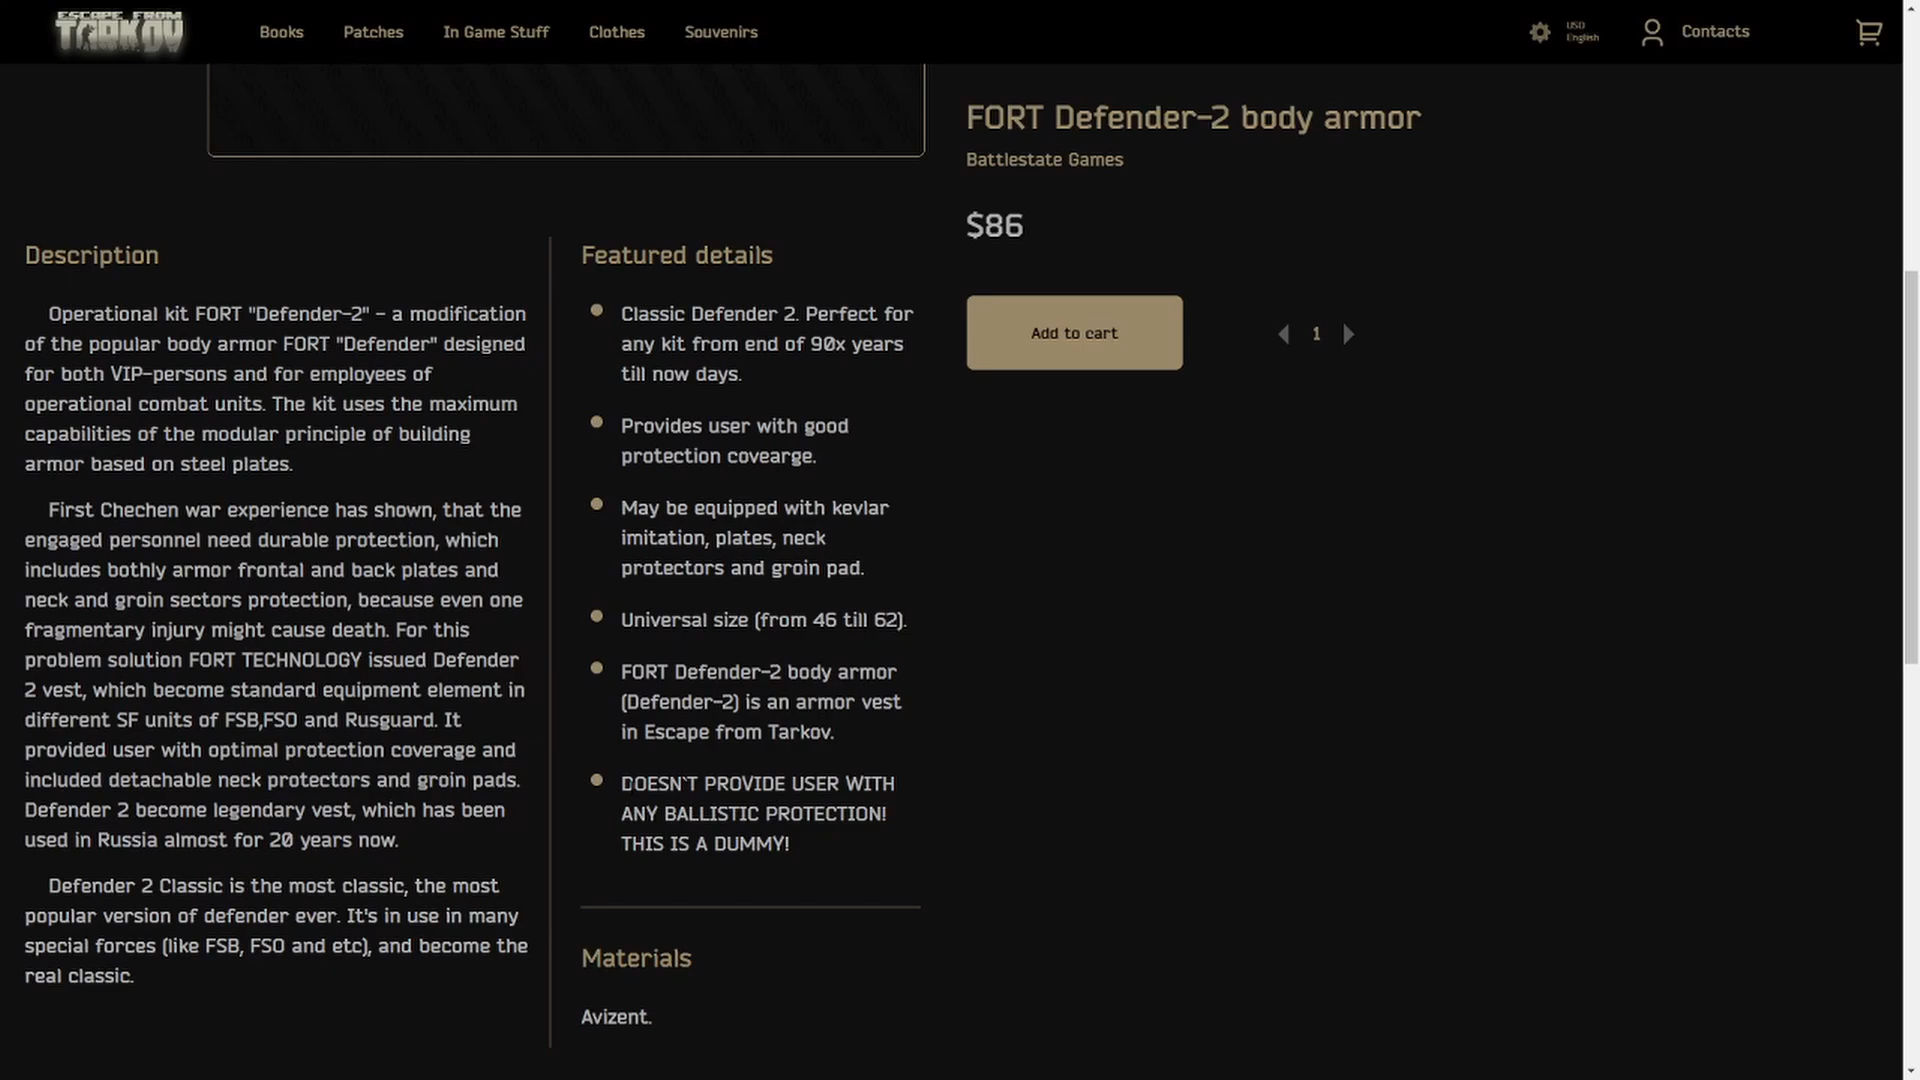 ESCAPE FROM
TARKOV
Books
Patches
In Game Stuff
Clothes
Souvenirs
USD
English
Contacts
FORT Defender-2 body armor
Battlestate Games
$86
Add to cart
1
Description
Operational kit FORT "Defender-2" - a modification
of the popular body armor FORT "Defender" designed
for both VIP-persons and for employees of
operational combat units. The kit uses the maximum
capabilities of the modular principle of building
armor based on steel plates.
First Chechen war experience has shown, that the
engaged personnel need durable protection, which
includes bothly armor frontal and back plates and
neck and groin sectors protection, because even one
fragmentary injury might cause death. For this
problem solution FORT TECHNOLOGY issued Defender
2 vest, which become standard equipment element in
different SF units of FSB,FSO and Rusguard. It
provided user with optimal protection coverage and
included detachable neck protectors and groin pads.
Defender 2 become legendary vest, which has been
used in Russia almost for 20 years now.
Defender 2 Classic is the most classic, the most
popular version of defender ever. It's in use in many
special forces (like FSB, FSO and etc), and become the
real classic.
Featured details
Classic Defender 2. Perfect for
any kit from end of 90x years
till now days.
Provides user with good
protection covearge.
May be equipped with kevlar
imitation, plates, neck
protectors and groin pad.
Universal size (from 46 till 62).
FORT Defender-2 body armor
(Defender-2) is an armor vest
in Escape from Tarkov.
DOESN`T PROVIDE USER WITH
ANY BALLISTIC PROTECTION!
THIS IS A DUMMY!
Materials
Avizent.